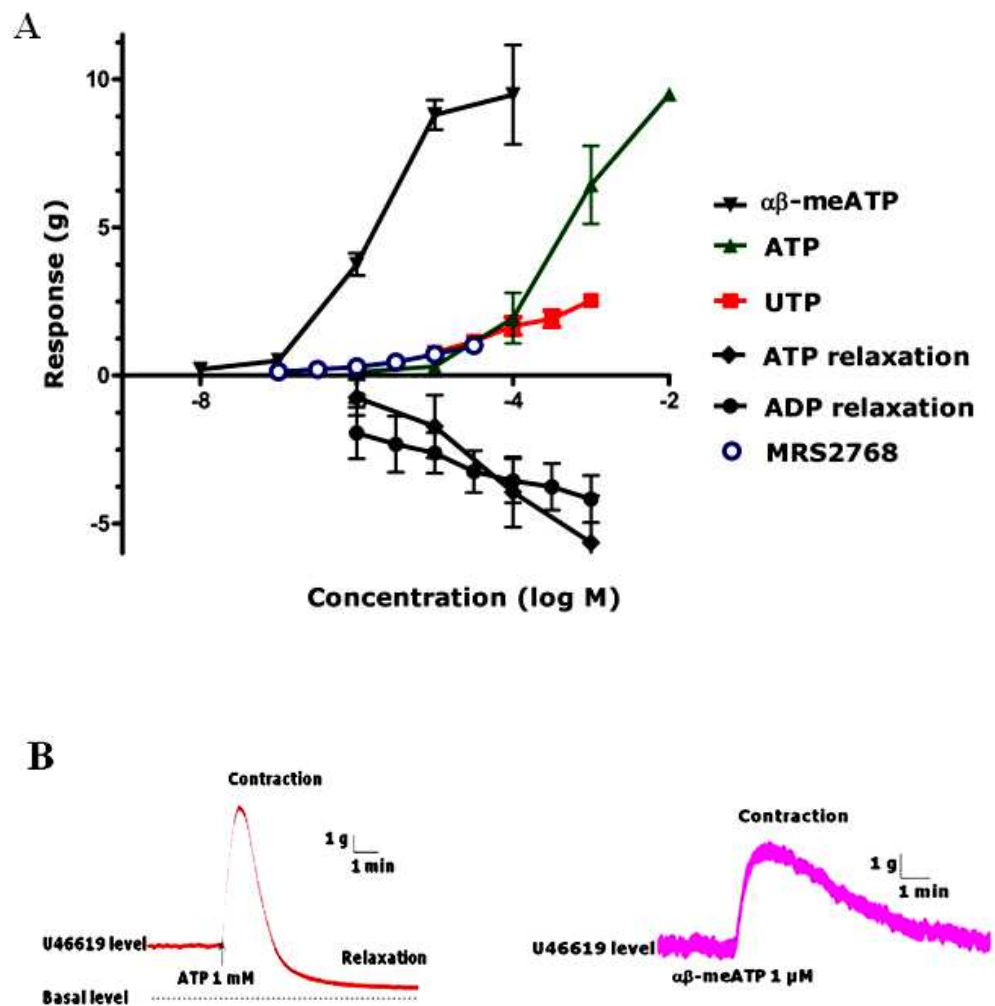 A
10
5
0
-5
-8
-4
-2
Response (g)
Concentration (log M)
αβ-meATP
ATP
UTP
ATP relaxation
ADP relaxation
MRS2768
B
Contraction
1 g
1 min
U46619 level
ATP 1 mM
Relaxation
Basal level
Contraction
1 g
1 min
U46619 level
αβ-meATP 1 µM